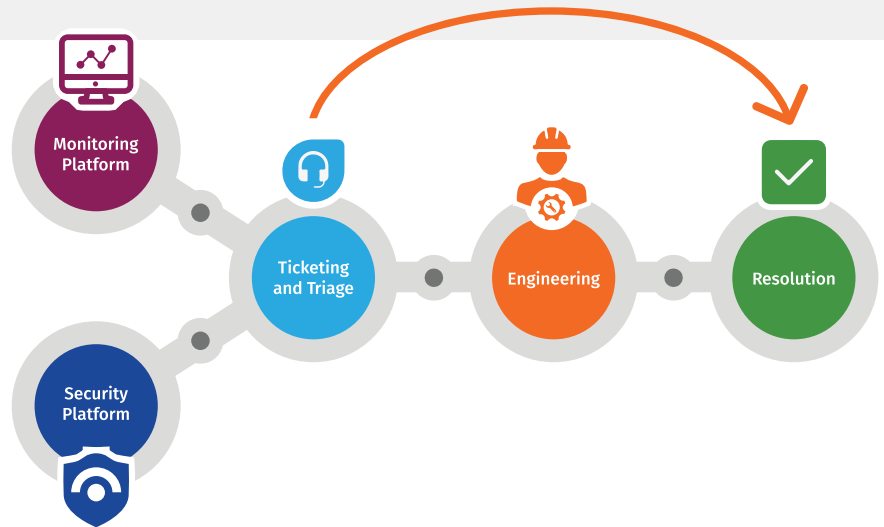 Monitoring
Platform
Ticketing
and Triage
Engineering
Resolution
Security
Platform